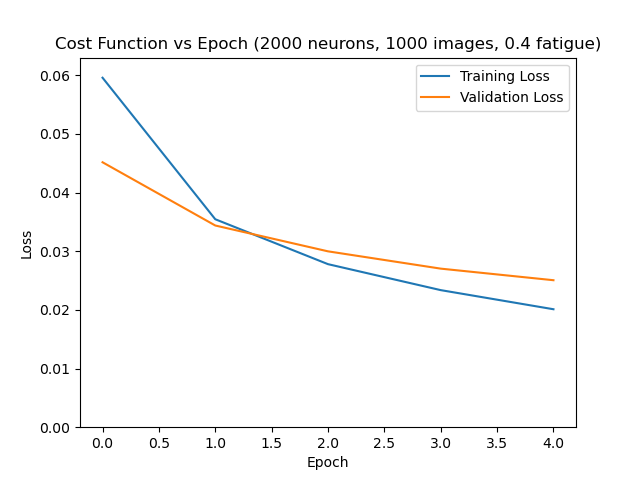 Cost Function vs Epoch (2000 neurons, 1000 images, 0.4 fatigue)
Training Loss
Validation Loss
0.06
0.05
0.04
0.03
0.02
0.01
0.00
Loss
0.0 0.5 1.0 1.5 2.0 2.5 3.0 3.5 4.0
Epoch